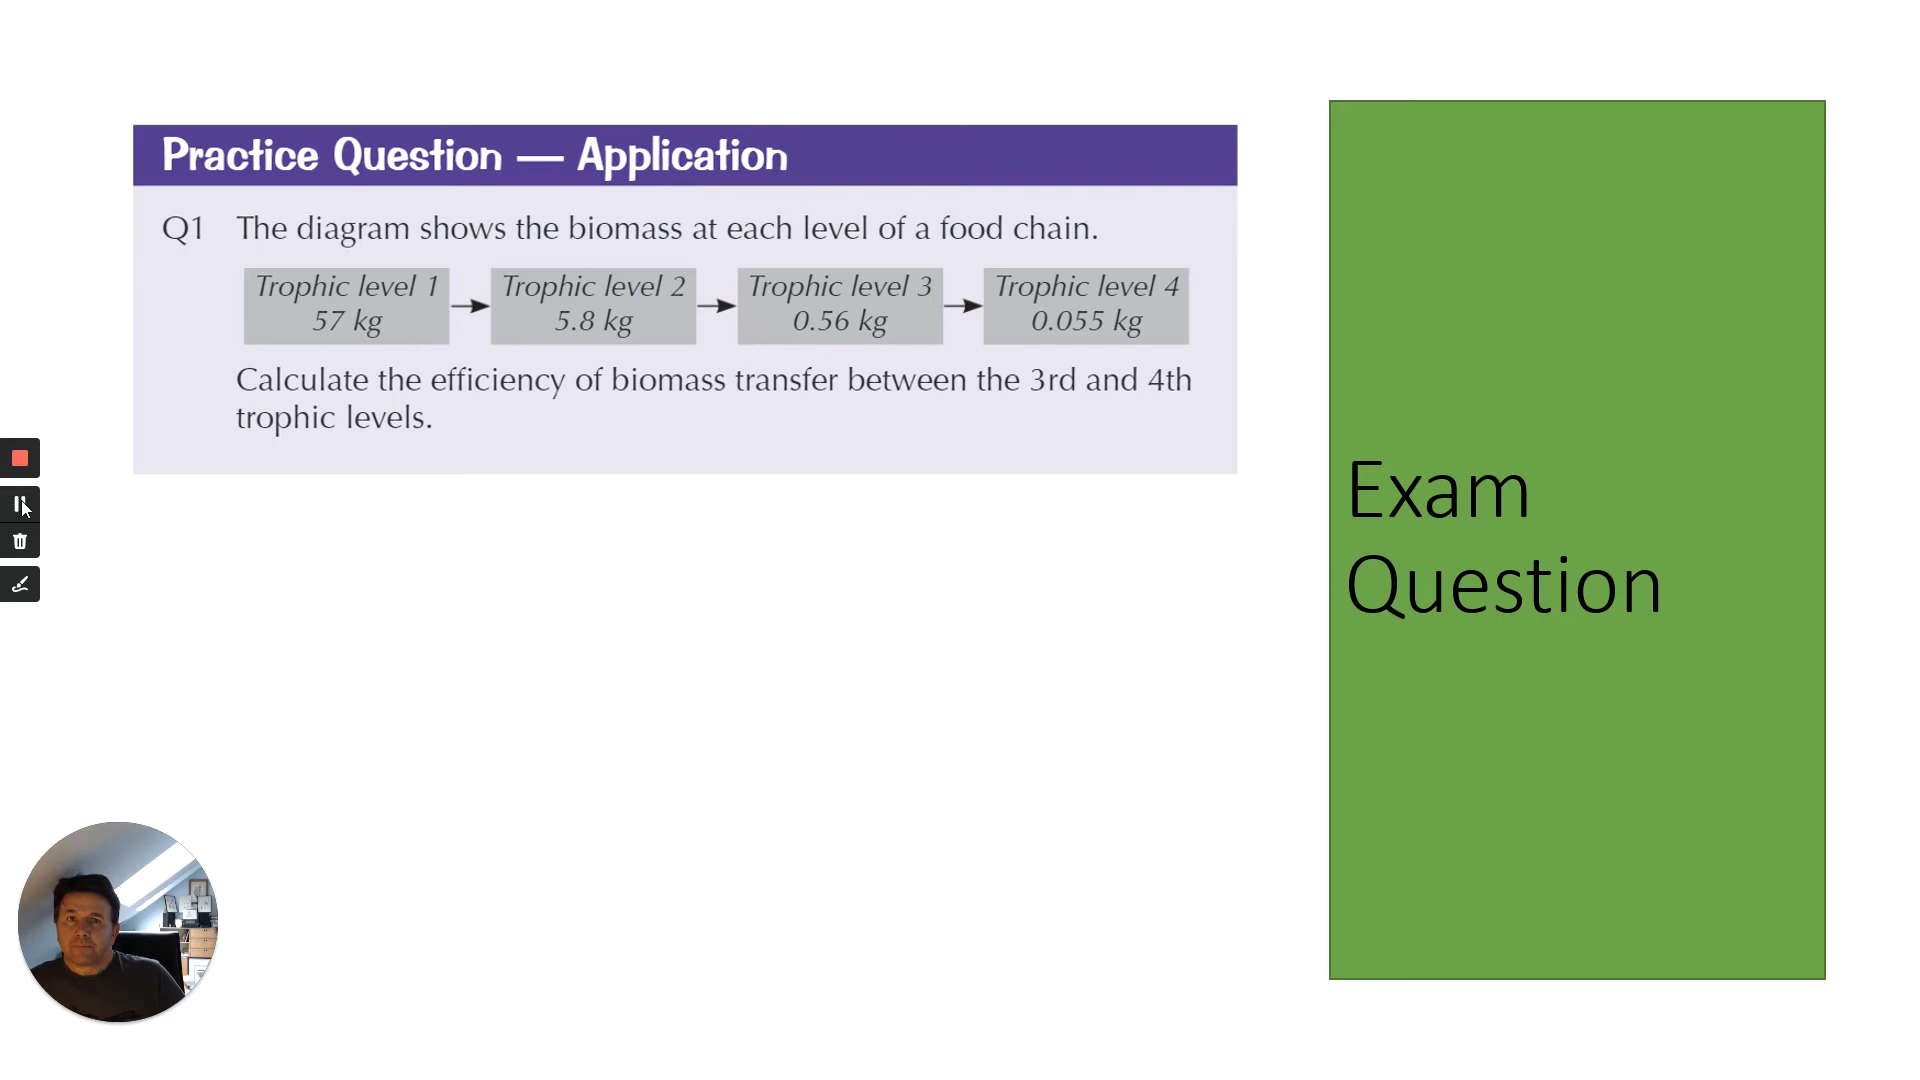 Practice Question — Application
Q1 The diagram shows the biomass at each level of a food chain.
Trophic level 1
57 kg
Trophic level 2
5.8 kg
Trophic level 3
0.56 kg
Trophic level 4
0.055 kg
Calculate the efficiency of biomass transfer between the 3rd and 4th
trophic levels.
Exam
Question